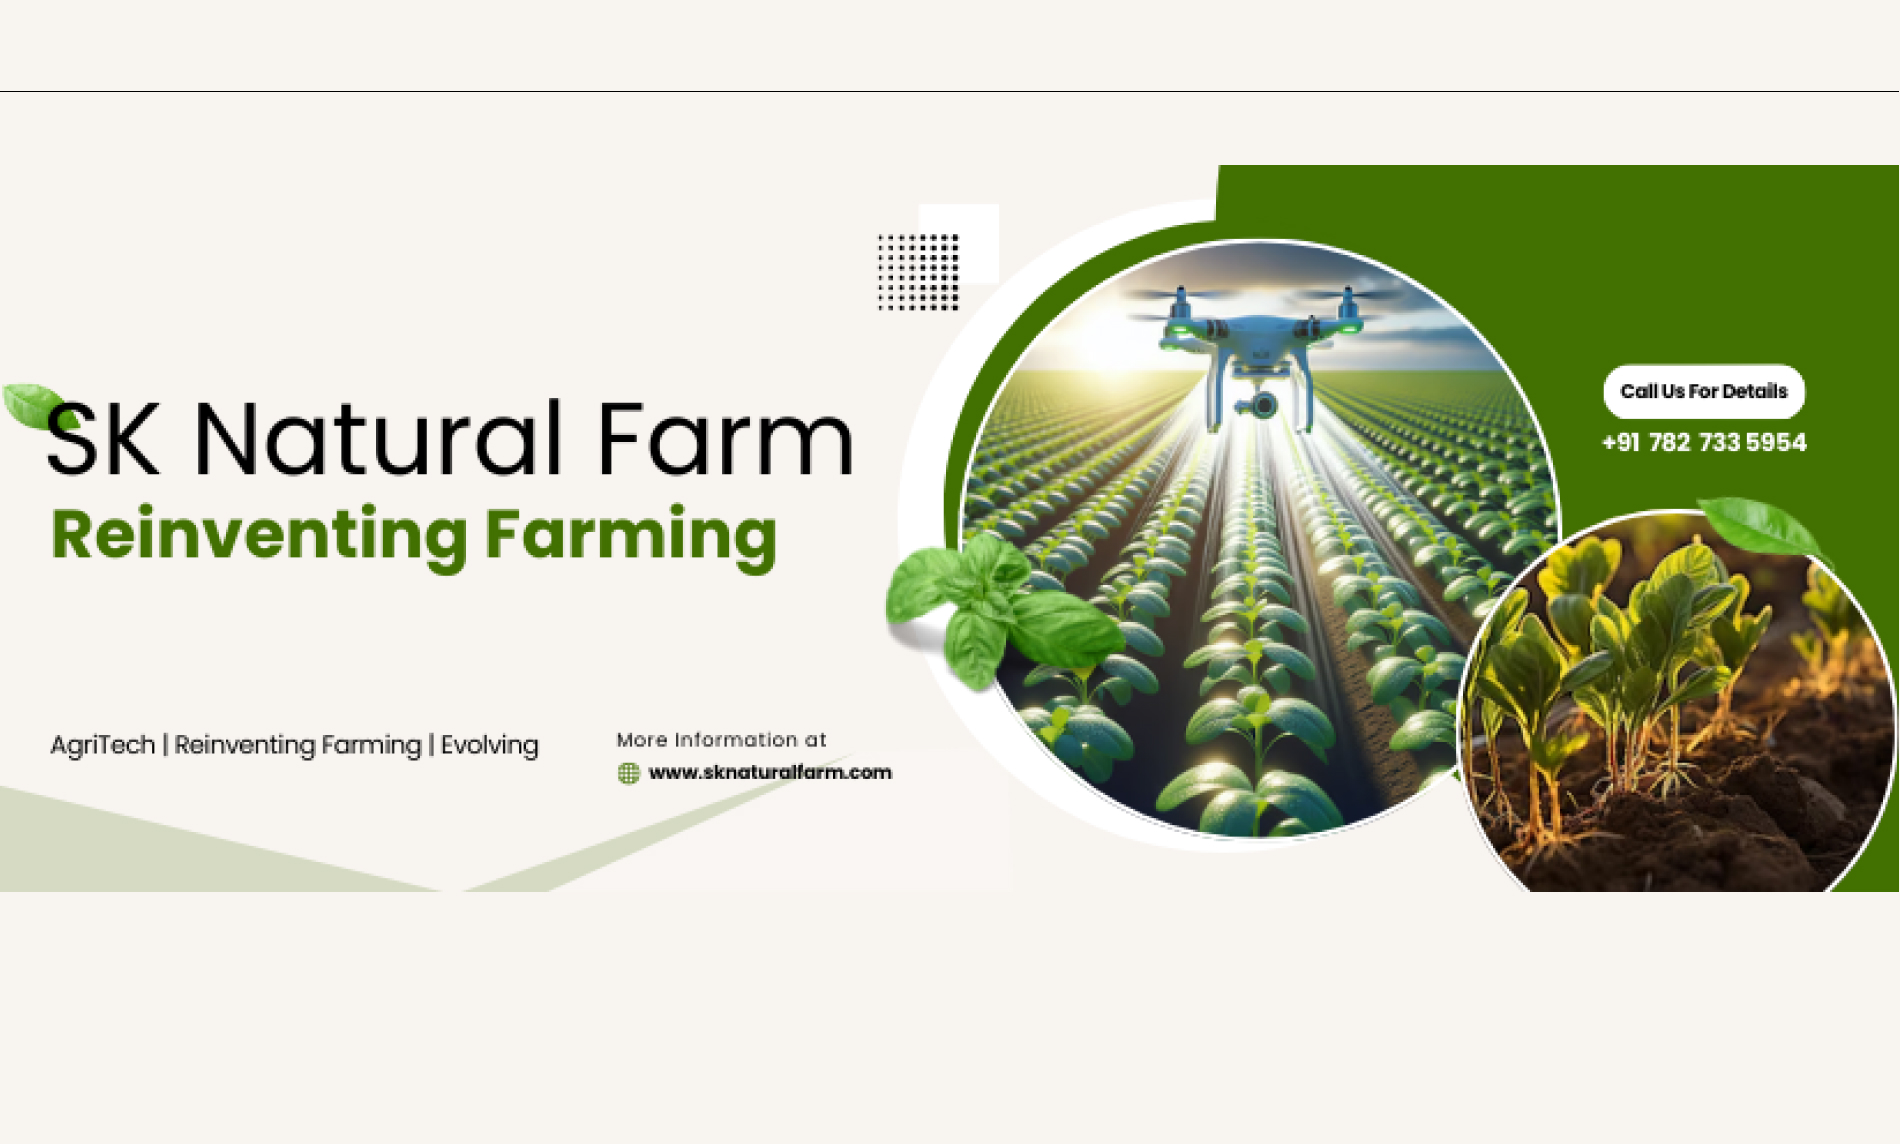 SK Natural Farm
Reinventing Farming
AgriTech | Reinventing Farming | Evolving
More Information at
www.sknaturalfarm.com
Call Us For Details
+91 782 733 5954